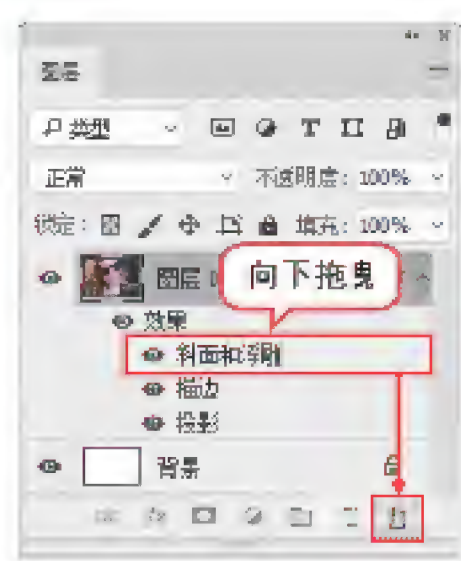 图层
类型
正常 不透明度: 100%
锁定: 填充: 100%
图层 向下拖曳
效果
斜面和浮雕
描边
投影
背景
fx